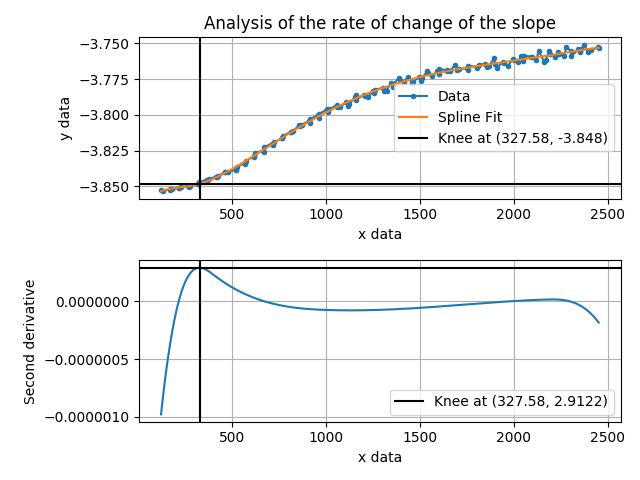 Analysis of the rate of change of the slope
−3.750
−3.775
−3.800
−3.825
−3.850
y data
Data
Spline Fit
Knee at (327.58, -3.848)
500 1000 1500 2000 2500
x data
0.0000000
−0.0000005
−0.0000010
Second derivative
Knee at (327.58, 2.9122)
500 1000 1500 2000 2500
x data